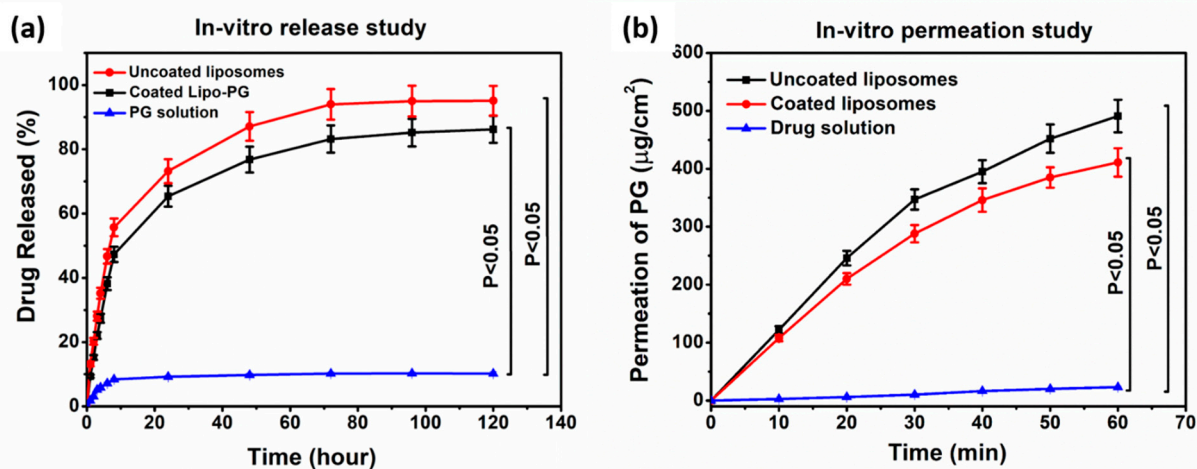 (a)
In-vitro release study
Uncoated liposomes
Coated Lipo-PG
PG solution
Drug Released (%)
100
80
60
40
20
0
0 20 40 60 80 100 120 140
Time (hour)
P<0.05
P<0.05
(b)
In-vitro permeation study
Uncoated liposomes
Coated liposomes
Drug solution
Permeation of PG (μg/cm²)
600
500
400
300
200
100
0
0 10 20 30 40 50 60 70
Time (min)
P<0.05
P<0.05